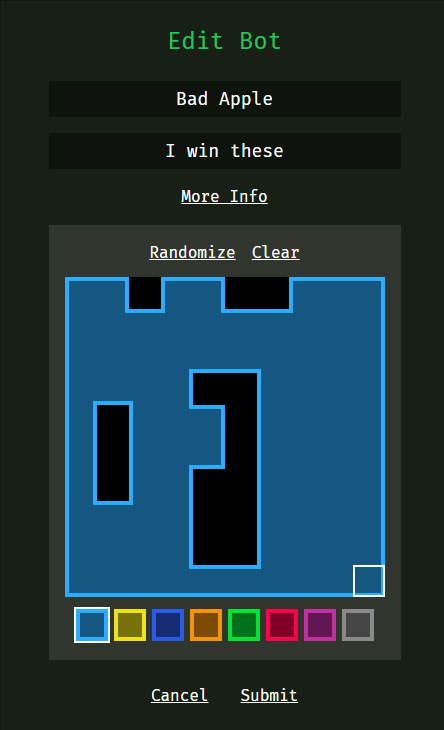 Edit Bot
Bad Apple
I win these
More Info
Randomize Clear
Cancel Submit